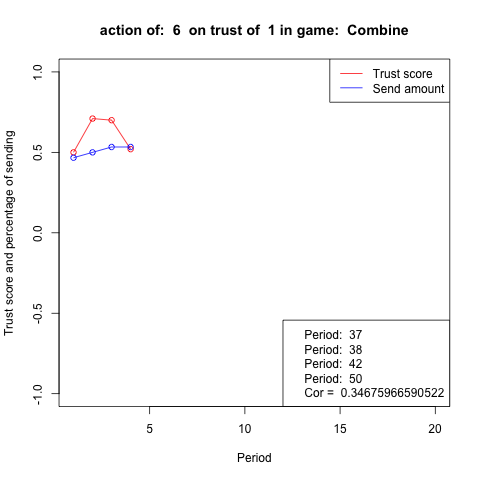 action of:  6  on trust of  1 in game:  Combine
Trust score
Send amount
1.0
0.5
0.0
-0.5
-1.0
Trust score and percentage of sending
Period:  37
Period:  38
Period:  42
Period:  50
Cor =  0.34675966590522
5 10 15 20
Period